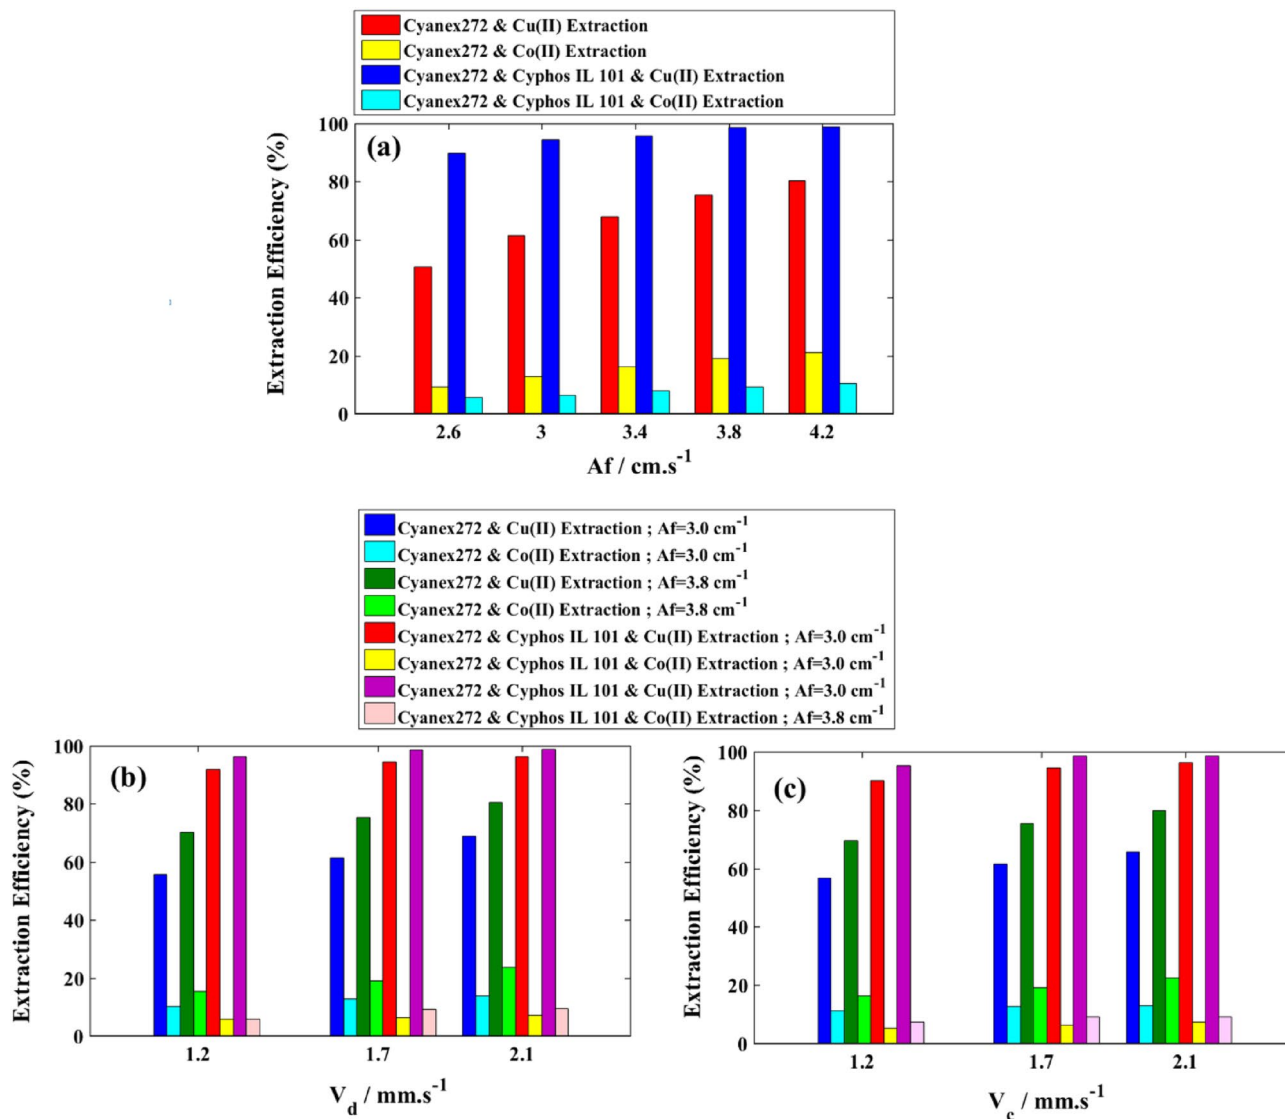 Cyanex272 & Cu(II) Extraction
Cyanex272 & Co(II) Extraction
Cyanex272 & Cyphos IL 101 & Cu(II) Extraction
Cyanex272 & Cyphos IL 101 & Co(II) Extraction
(a)
Extraction Efficiency (%)
100
80
60
40
20
0
2.6 3 3.4 3.8 4.2
Af / cm.s⁻¹
Cyanex272 & Cu(II) Extraction ; Af=3.0 cm⁻¹
Cyanex272 & Co(II) Extraction ; Af=3.0 cm⁻¹
Cyanex272 & Cu(II) Extraction ; Af=3.8 cm⁻¹
Cyanex272 & Co(II) Extraction ; Af=3.8 cm⁻¹
Cyanex272 & Cyphos IL 101 & Cu(II) Extraction ; Af=3.0 cm⁻¹
Cyanex272 & Cyphos IL 101 & Co(II) Extraction ; Af=3.0 cm⁻¹
Cyanex272 & Cyphos IL 101 & Cu(II) Extraction ; Af=3.0 cm⁻¹
Cyanex272 & Cyphos IL 101 & Co(II) Extraction ; Af=3.8 cm⁻¹
(b)
Extraction Efficiency (%)
100
80
60
40
20
0
1.2 1.7 2.1
V_d / mm.s⁻¹
(c)
Extraction Efficiency (%)
100
80
60
40
20
0
1.2 1.7 2.1
V_c / mm.s⁻¹